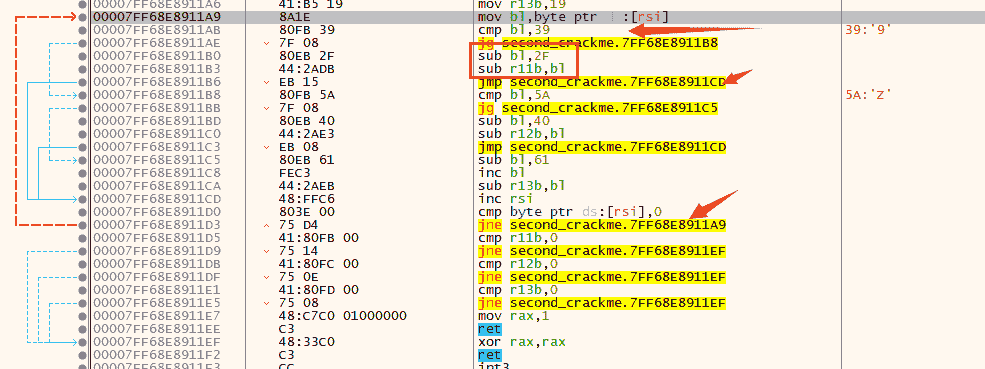 00007FF68E8911A6 41:B5 19 mov r13b,19
00007FF68E8911A9 8A1E mov bl,byte ptr :[rsi]
00007FF68E8911AB 80FB 39 cmp bl,39 39:'9'
00007FF68E8911AE 7F 08 jg second_crackme.7FF68E8911B8
00007FF68E8911B0 80EB 2F sub bl,2F
00007FF68E8911B3 44:2ADB sub r11b,bl
00007FF68E8911B6 EB 15 jmp second_crackme.7FF68E8911CD
00007FF68E8911B8 80FB 5A cmp bl,5A 5A:'Z'
00007FF68E8911BB 7F 08 jg second_crackme.7FF68E8911C5
00007FF68E8911BD 80EB 40 sub bl,40
00007FF68E8911C0 44:2AE3 sub r12b,bl
00007FF68E8911C3 EB 08 jmp second_crackme.7FF68E8911CD
00007FF68E8911C5 80EB 61 sub bl,61
00007FF68E8911C8 FEC3 inc bl
00007FF68E8911CA 44:2AEB sub r13b,bl
00007FF68E8911CD 48:FFC6 inc rsi
00007FF68E8911D0 803E 00 cmp byte ptr ds:[rsi],0
00007FF68E8911D3 75 D4 jne second_crackme.7FF68E8911A9
00007FF68E8911D5 41:80FB 00 cmp r11b,0
00007FF68E8911D9 75 14 jne second_crackme.7FF68E8911EF
00007FF68E8911DB 41:80FC 00 cmp r12b,0
00007FF68E8911DF 75 0E jne second_crackme.7FF68E8911EF
00007FF68E8911E1 41:80FD 00 cmp r13b,0
00007FF68E8911E5 75 08 jne second_crackme.7FF68E8911EF
00007FF68E8911E7 48:C7C0 01000000 mov rax,1
00007FF68E8911EE C3 ret
00007FF68E8911EF 48:33C0 xor rax,rax
00007FF68E8911F2 C3 ret
00007FF68E8911F3 CC int3